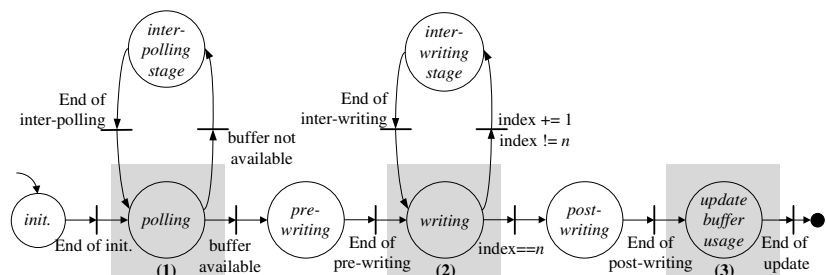 inter-
polling
stage
End of
inter-polling
buffer not
available
inter-
writing
stage
End of
inter-writing
index += 1
index != n
init.
End of init.
polling
(1)
buffer
available
pre-
writing
End of
pre-writing
writing
(2)
index==n
post-
writing
End of
post-writing
update
buffer
usage
(3)
End of
update